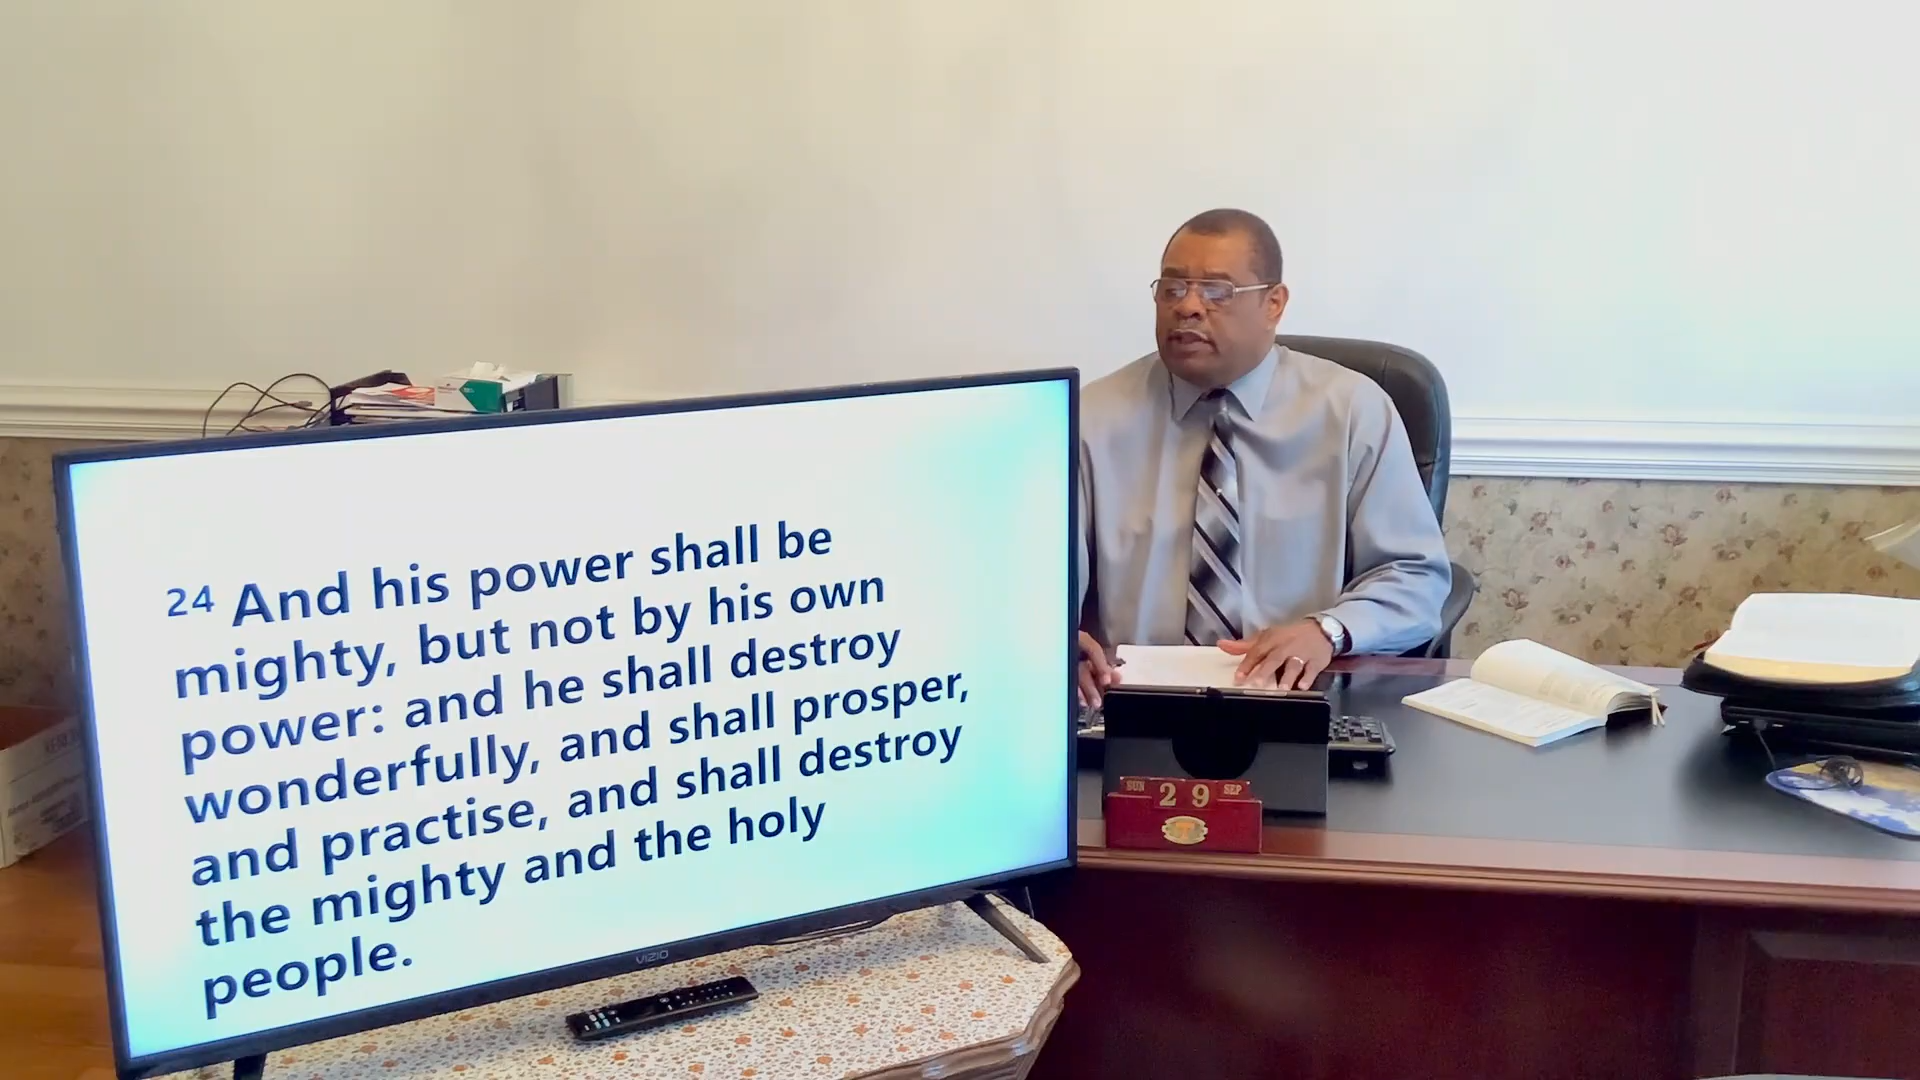 24 And his power shall be
mighty, but not by his own
power: and he shall destroy
wonderfully, and shall prosper,
and practise, and shall destroy
the mighty and the holy
people.
VIZIO
SUN 29 SEP